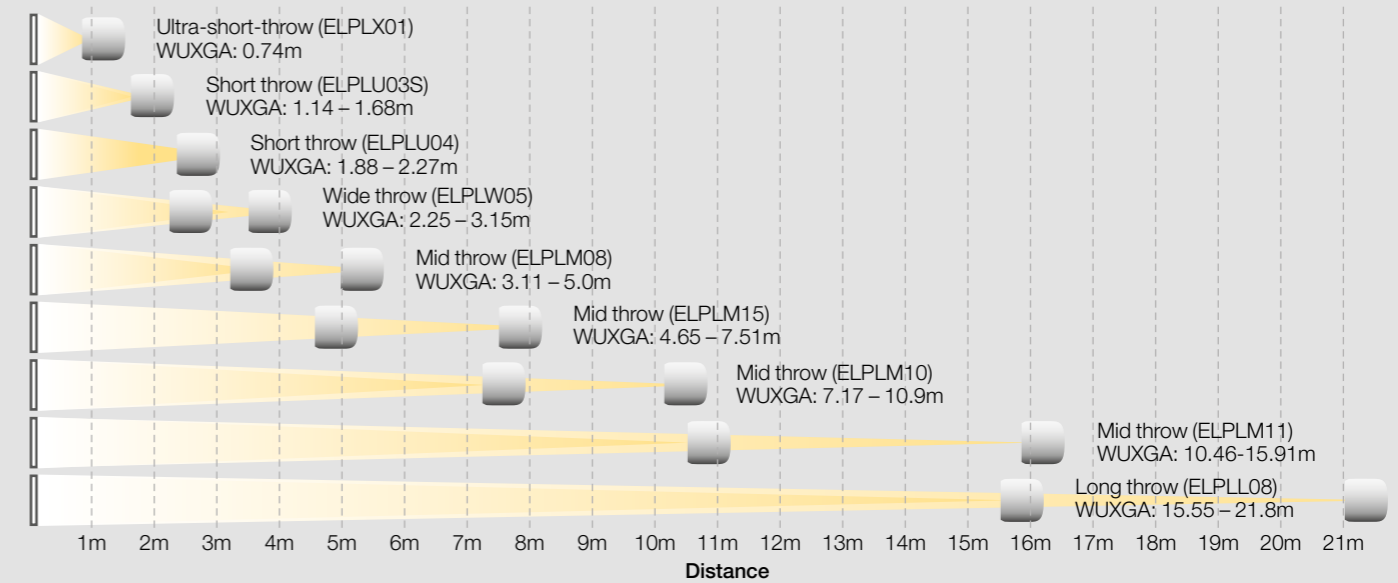 Ultra-short-throw (ELPLX01)
WUXGA: 0.74m
Short throw (ELPLU03S)
WUXGA: 1.14 – 1.68m
Short throw (ELPLU04)
WUXGA: 1.88 – 2.27m
Wide throw (ELPLW05)
WUXGA: 2.25 – 3.15m
Mid throw (ELPLM08)
WUXGA: 3.11 – 5.0m
Mid throw (ELPLM15)
WUXGA: 4.65 – 7.51m
Mid throw (ELPLM10)
WUXGA: 7.17 – 10.9m
Mid throw (ELPLM11)
WUXGA: 10.46-15.91m
Long throw (ELPLL08)
WUXGA: 15.55 – 21.8m
1m 2m 3m 4m 5m 6m 7m 8m 9m 10m 11m 12m 13m 14m 15m 16m 17m 18m 19m 20m 21m
Distance